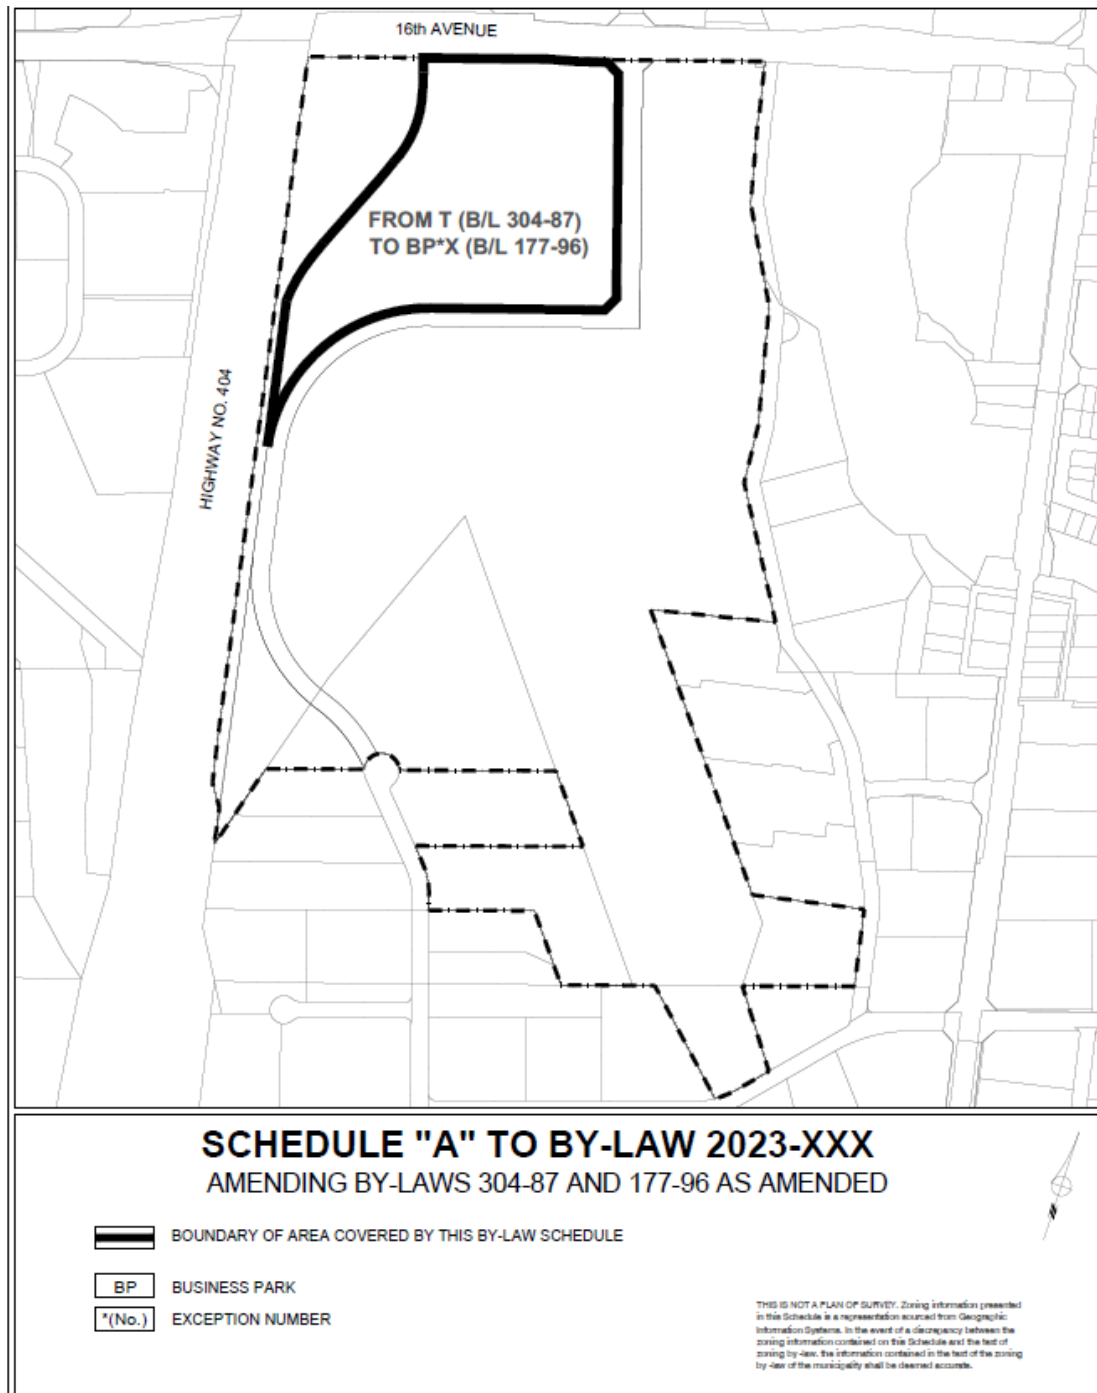 16th AVENUE
FROM T (B/L 304-87)
TO BP*X (B/L 177-96)
HIGHWAY NO. 404
SCHEDULE "A" TO BY-LAW 2023-XXX
AMENDING BY-LAWS 304-87 AND 177-96 AS AMENDED
BOUNDARY OF AREA COVERED BY THIS BY-LAW SCHEDULE
BP BUSINESS PARK
*(No.) EXCEPTION NUMBER
THIS IS NOT A PLAN OF SURVEY. Zoning information presented
in this Schedule is a representation sourced from Geographic
Information Systems. In the event of a discrepancy between the
zoning information contained on this Schedule and the text of
zoning by-law, the information contained in the text of the zoning
by-law of the municipality shall be deemed accurate.